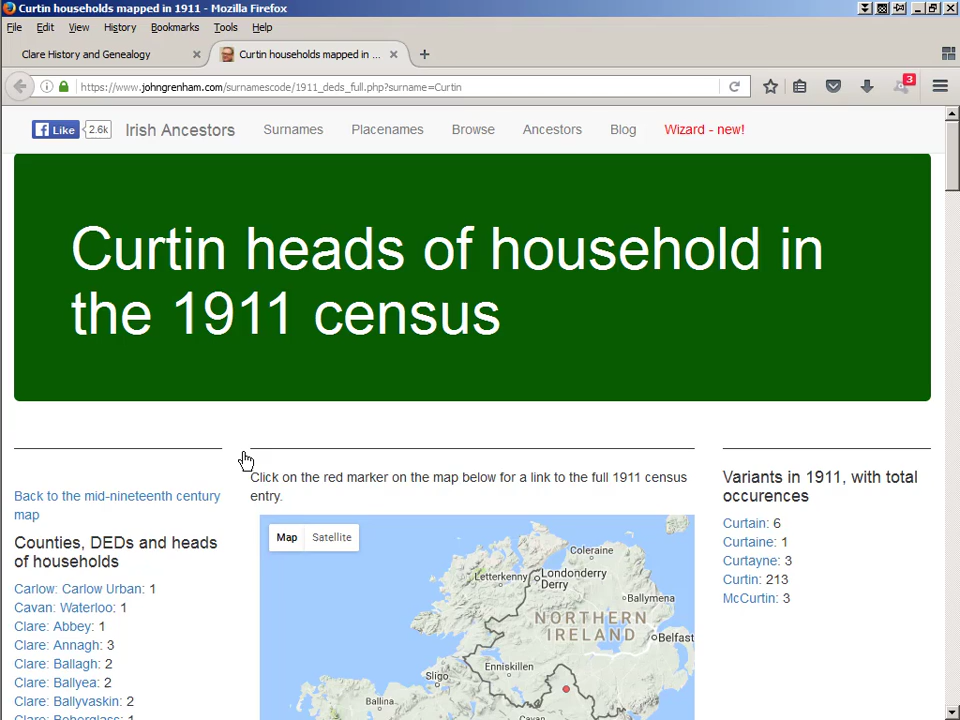 Curtin households mapped in 1911 - Mozilla Firefox
File Edit View History Bookmarks Tools Help
Clare History and Genealogy
Curtin households mapped in ...
https://www.johngrenham.com/surnamescode/1911_deds_full.php?surname=Curtin
3
Like 2.6k Irish Ancestors Surnames Placenames Browse Ancestors Blog Wizard - new!
Curtin heads of household in
the 1911 census
Back to the mid-nineteenth century
map
Counties, DEDs and heads
of households
Carlow: Carlow Urban: 1
Cavan: Waterloo: 1
Clare: Abbey: 1
Clare: Annagh: 3
Clare: Ballagh: 2
Clare: Ballyea: 2
Clare: Ballyvaskin: 2
Clare: Boherglass: 1
Click on the red marker on the map below for a link to the full 1911 census
entry.
Map Satellite
Coleraine
Letterkenny
Londonderry
Derry
Ballymena
NORTHERN
IRELAND
Belfast
Enniskillen
Sligo
Ballina
Cavan
Variants in 1911, with total
occurences
Curtain: 6
Curtaine: 1
Curtayne: 3
Curtin: 213
McCurtin: 3